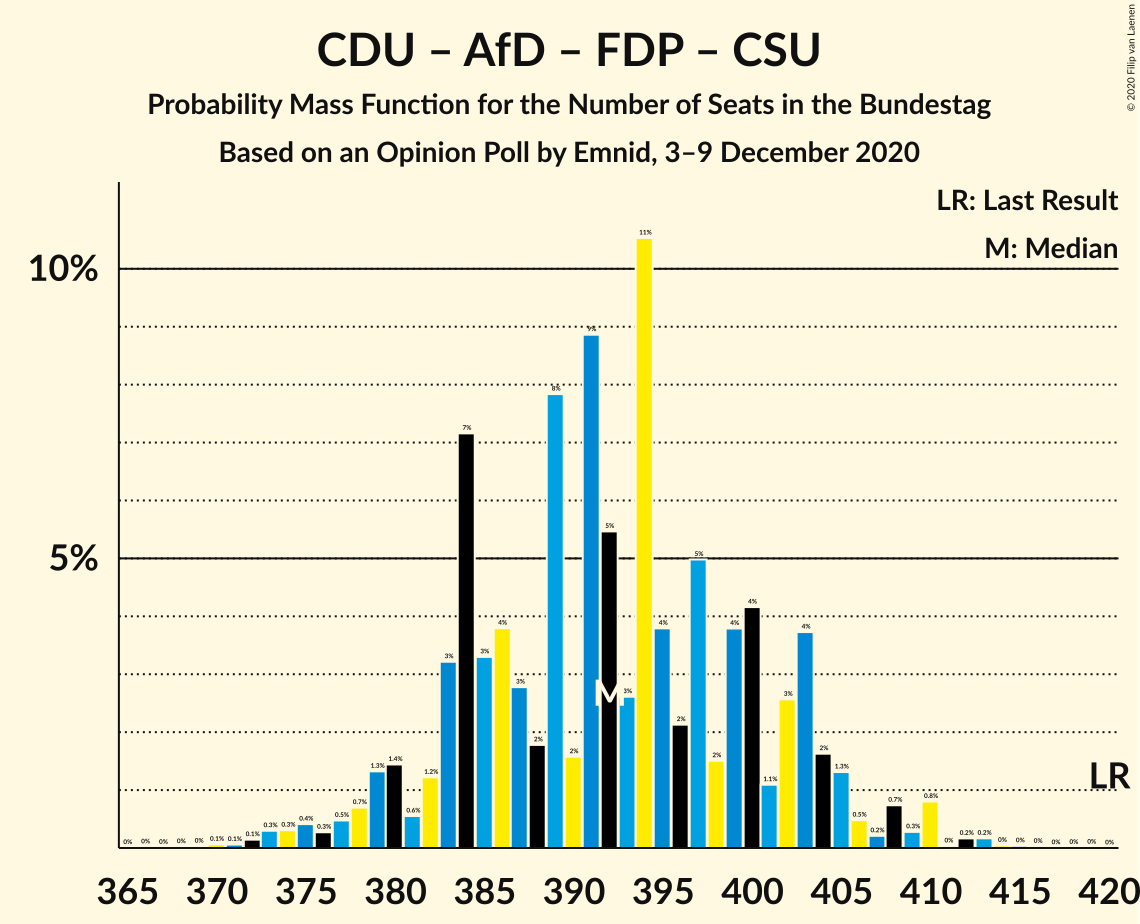 CDU – AfD – FDP – CSU
Probability Mass Function for the Number of Seats in the Bundestag
Based on an Opinion Poll by Emnid, 3–9 December 2020
© 2020 Filip van Laenen
LR: Last Result
M: Median
10%
5%
0% 0% 0% 0% 0% 0.1% 0.1% 0.1% 0.3% 0.3% 0.4% 0.3% 0.5% 0.7% 1.3% 1.4% 0.6% 1.2% 3% 7% 3% 4% 3% 2% 8% 2% 9% 5% 3% 11% 4% 2% 5% 2% 4% 4% 1.1% 3% 4% 2% 1.3% 0.5% 0.2% 0.7% 0.3% 0.8% 0% 0.2% 0.2% 0% 0% 0% 0% 0% 0% 0%
M
LR
365 370 375 380 385 390 395 400 405 410 415 420